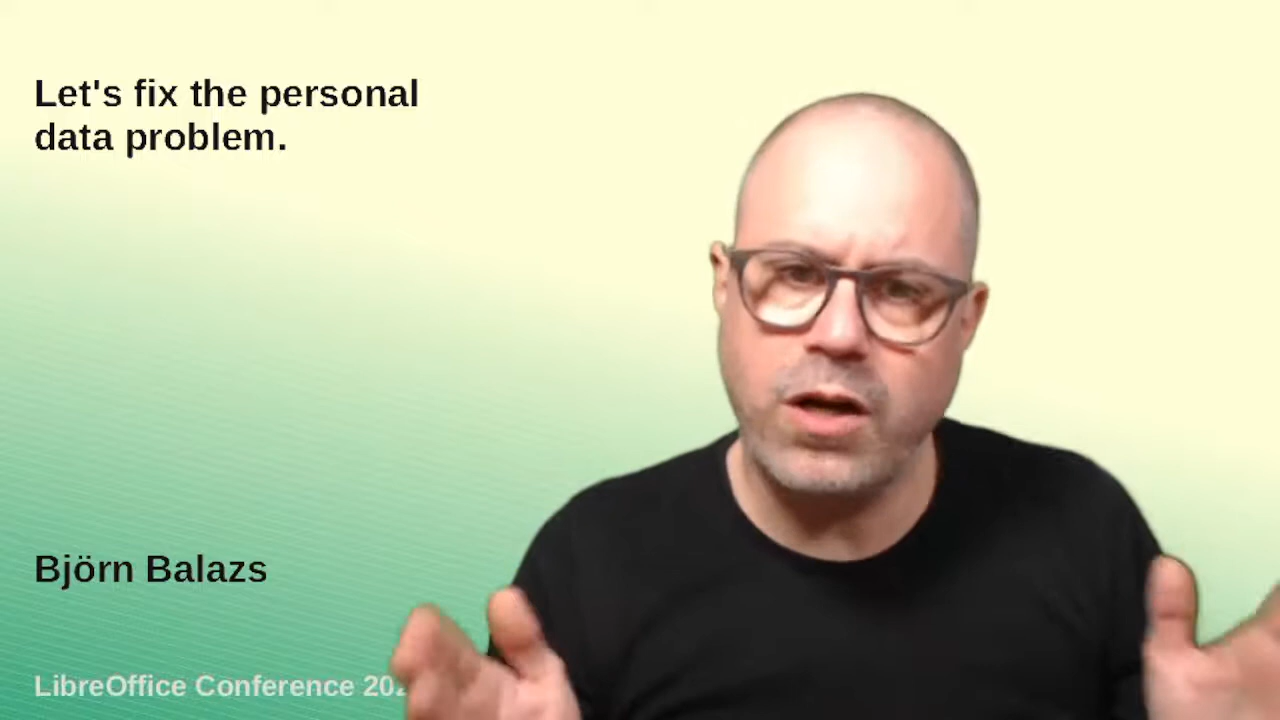 Let's fix the personal
data problem.
Björn Balazs
LibreOffice Conference